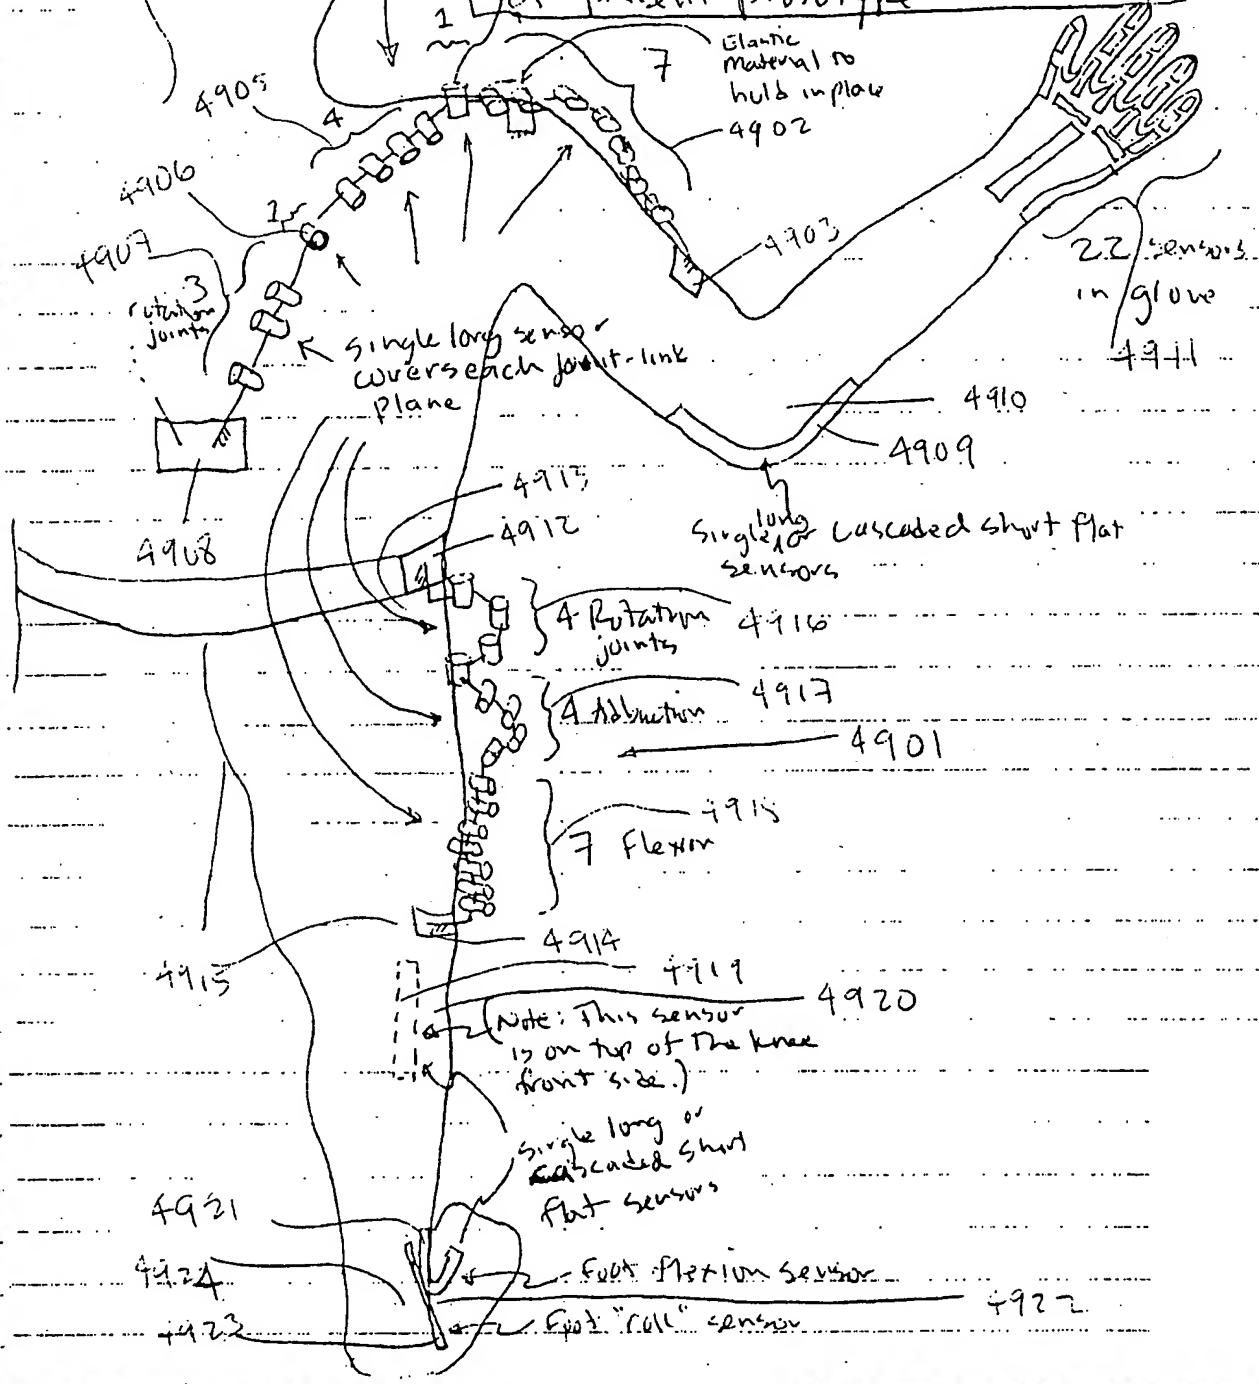 1
prototype
4905
4
7
Elastic
material to
hold in place
4902
4906
1
4907
3
rotation
joints
4903
22 sensors
in glove
4911
single long sensor
covers each joint-link
plane
4910
4909
4908
4913
4912
single long or cascaded short flat
sensors
4 Rotation
joints
4916
4 Abduction
4917
4901
7 Flexion
4918
4915
4914
4919
4920
(Note: This sensor
is on top of the knee
front side.)
single long or
cascaded short
flat sensors
4921
4924
Foot flexion sensor
4922
4923
Foot "roll" sensor